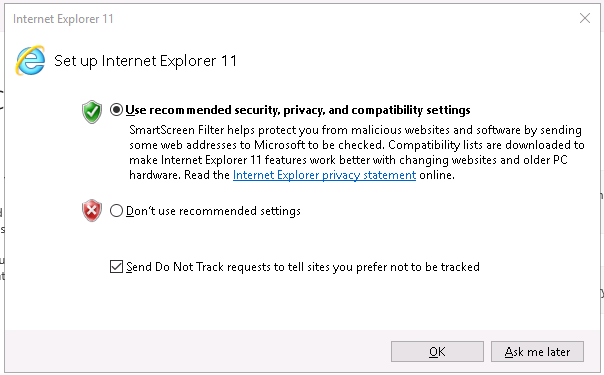 Internet Explorer 11
Set up Internet Explorer 11
Use recommended security, privacy, and compatibility settings
SmartScreen Filter helps protect you from malicious websites and software by sending
some web addresses to Microsoft to be checked. Compatibility lists are downloaded to
make Internet Explorer 11 features work better with changing websites and older PC
hardware. Read the Internet Explorer privacy statement online.
Don't use recommended settings
Send Do Not Track requests to tell sites you prefer not to be tracked
OK
Ask me later